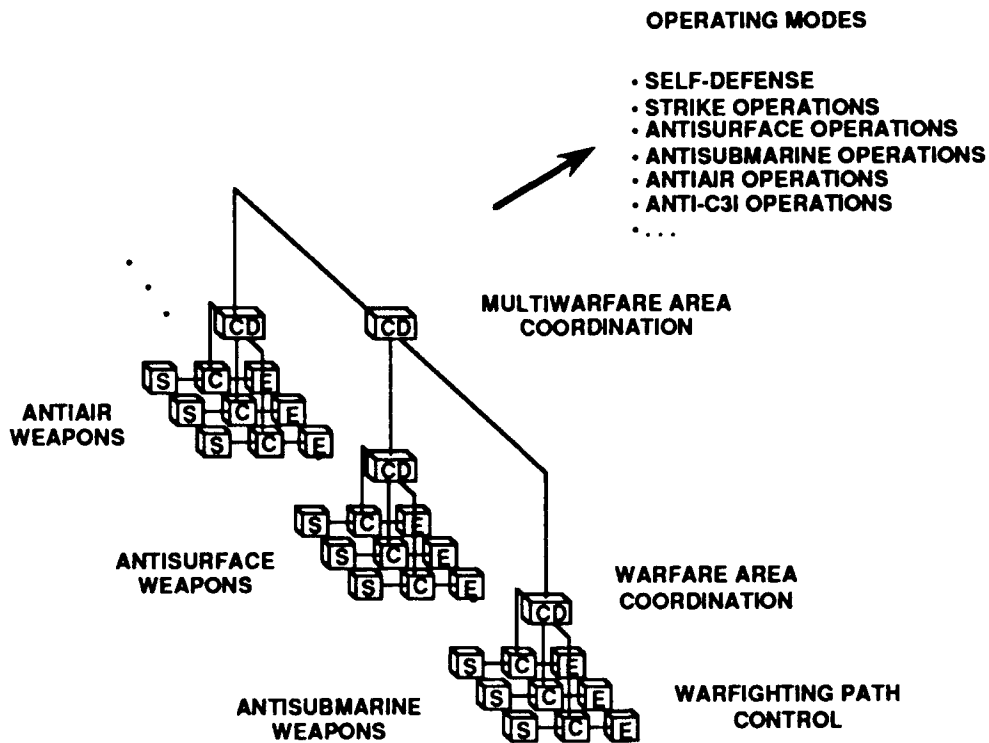 OPERATING MODES
• SELF-DEFENSE
• STRIKE OPERATIONS
• ANTISURFACE OPERATIONS
• ANTISUBMARINE OPERATIONS
• ANTIAIR OPERATIONS
• ANTI-C3I OPERATIONS
• . . .
MULTIWARFARE AREA
COORDINATION
CD CD
S C E
S C E
S C E
ANTIAIR
WEAPONS
CD
S C E
S C E
S C E
ANTISURFACE
WEAPONS
WARFARE AREA
COORDINATION
CD
S C E
S C E
S C E
ANTISUBMARINE
WEAPONS
WARFIGHTING PATH
CONTROL